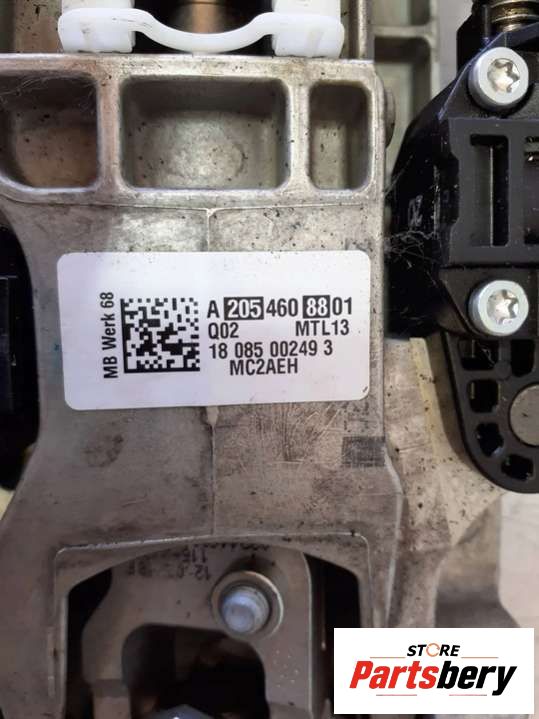 MB Werk 68
A 205 460 88 01
Q02 MTL13
18 085 00249 3
MC2AEH
STORE
Partsbery